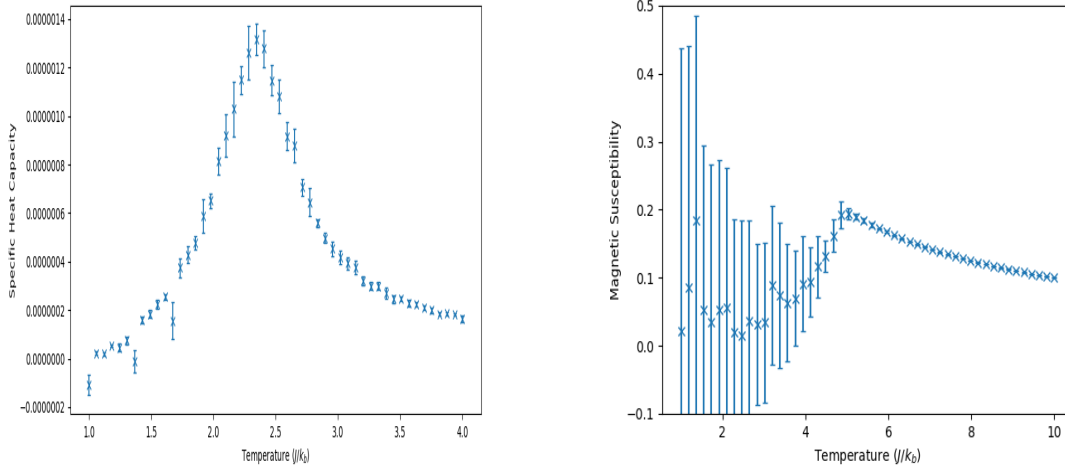 0.0000014
0.0000012
0.0000010
0.0000008
0.0000006
0.0000004
0.0000002
0.0000000
−0.0000002
Specific Heat Capacity
1.0 1.5 2.0 2.5 3.0 3.5 4.0
Temperature (J/k_b)
0.5
0.4
0.3
0.2
0.1
0.0
−0.1
Magnetic Susceptibility
2 4 6 8 10
Temperature (J/k_b)